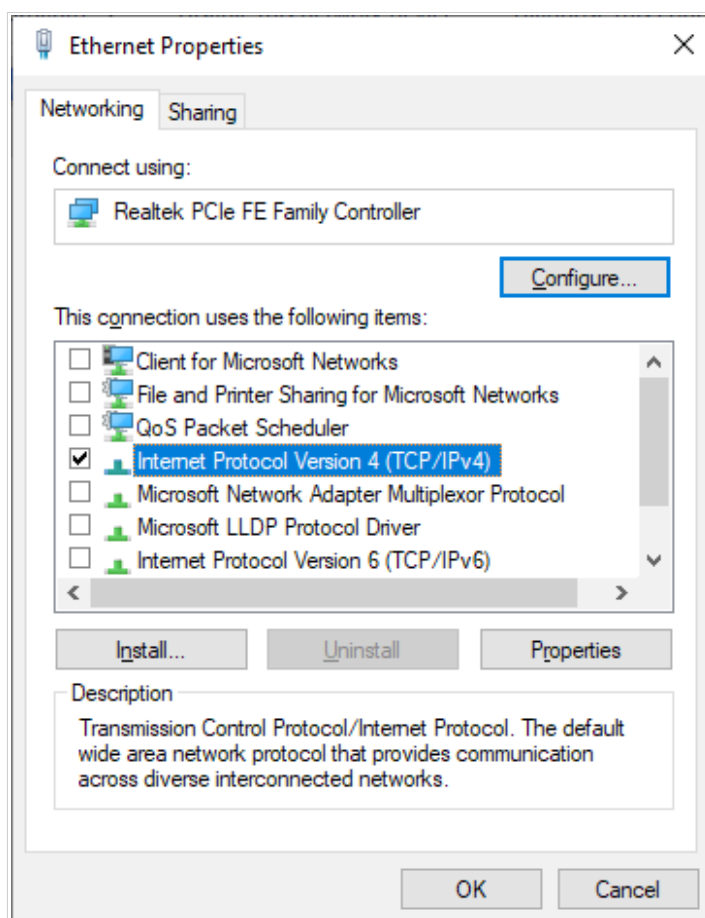 Ethernet Properties
Networking
Sharing
Connect using:
Realtek PCIe FE Family Controller
Configure...
This connection uses the following items:
Client for Microsoft Networks
File and Printer Sharing for Microsoft Networks
QoS Packet Scheduler
Internet Protocol Version 4 (TCP/IPv4)
Microsoft Network Adapter Multiplexor Protocol
Microsoft LLDP Protocol Driver
Internet Protocol Version 6 (TCP/IPv6)
Install...
Uninstall
Properties
Description
Transmission Control Protocol/Internet Protocol. The default
wide area network protocol that provides communication
across diverse interconnected networks.
OK
Cancel